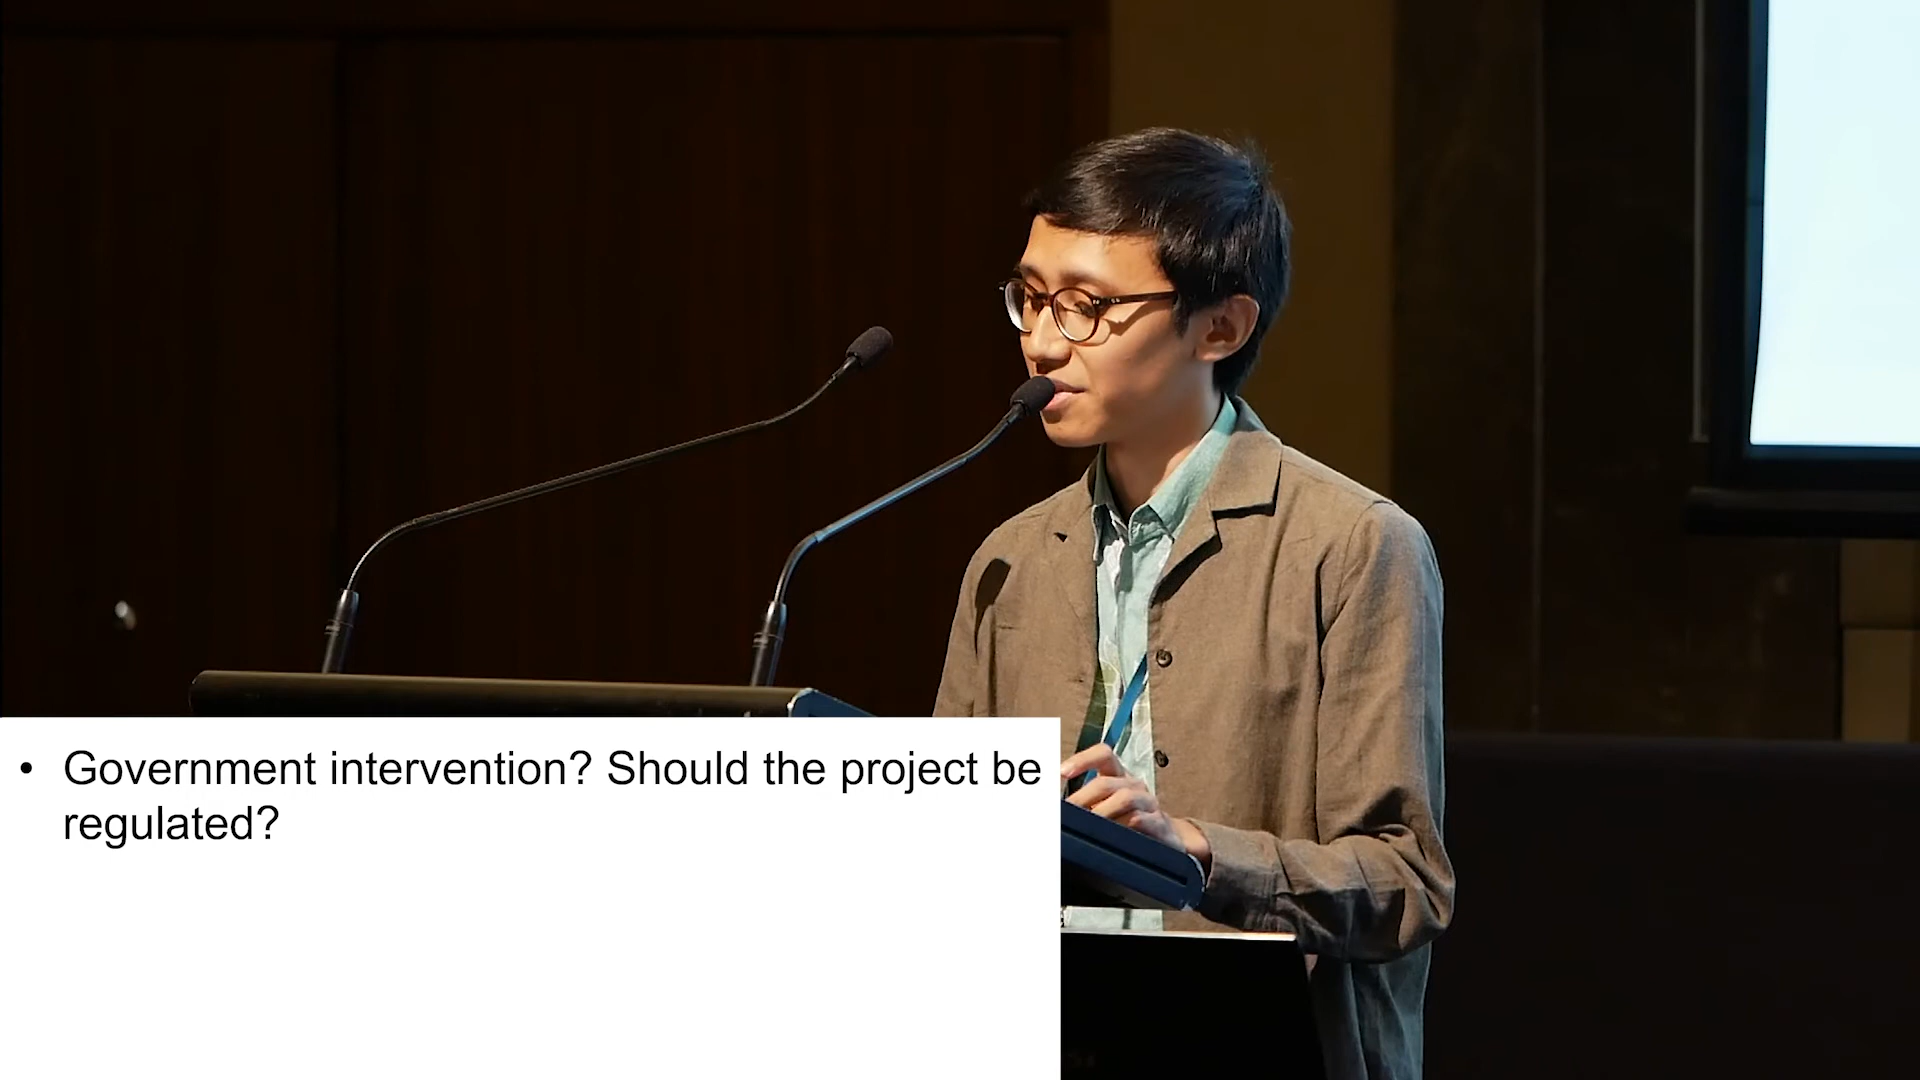 • Government intervention? Should the project be
regulated?